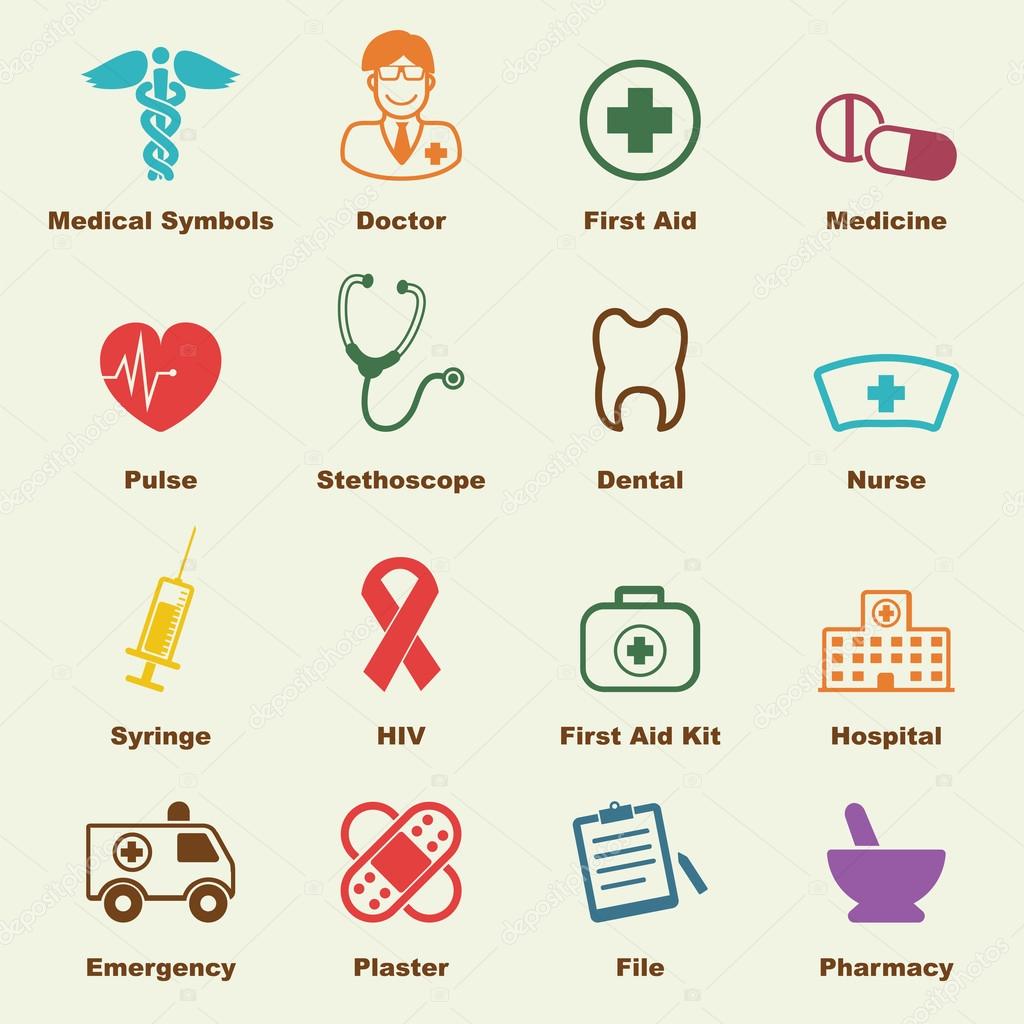 Medical Symbols
Doctor
First Aid
Medicine
Pulse
Stethoscope
Dental
Nurse
Syringe
HIV
First Aid Kit
Hospital
Emergency
Plaster
File
Pharmacy
depositphotos